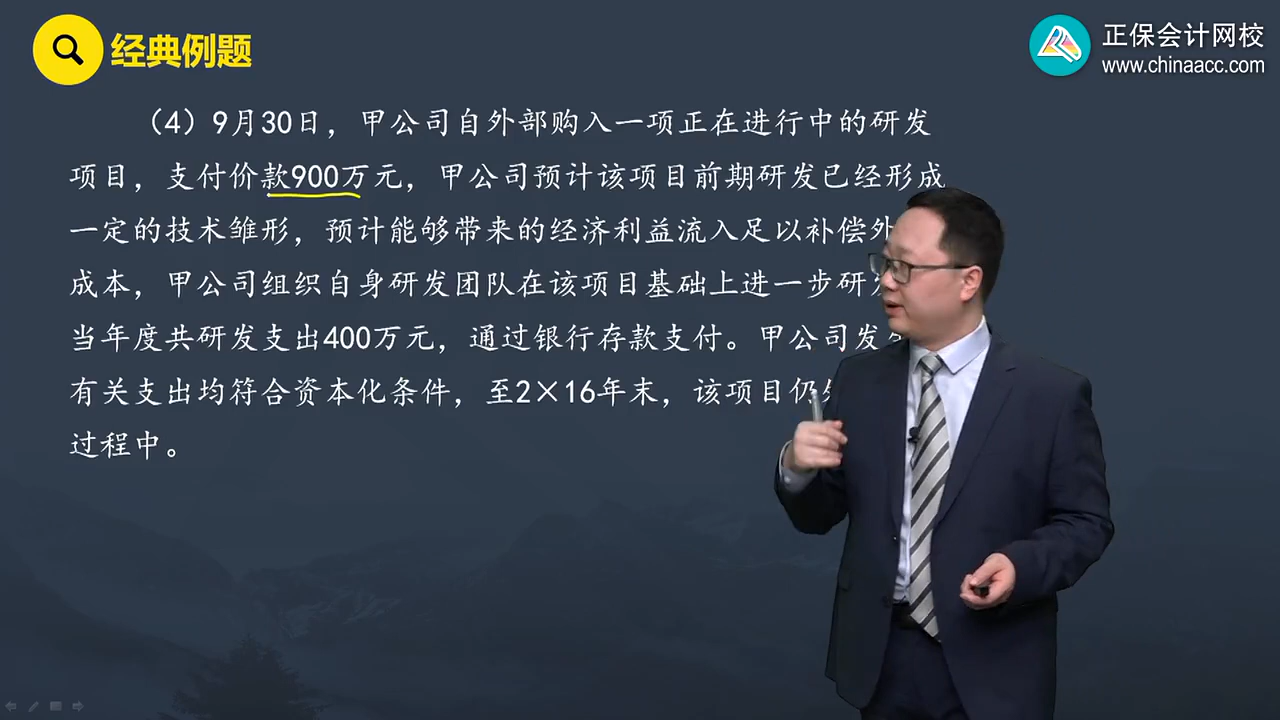 经典例题
正保会计网校
www.chinaacc.com
（4）9月30日，甲公司自外部购入一项正在进行中的研发
项目，支付价款900万元，甲公司预计该项目前期研发已经形成
一定的技术雏形，预计能够带来的经济利益流入足以补偿外
成本，甲公司组织自身研发团队在该项目基础上进一步研
当年度共研发支出400万元，通过银行存款支付。甲公司发
有关支出均符合资本化条件，至2×16年末，该项目仍
过程中。